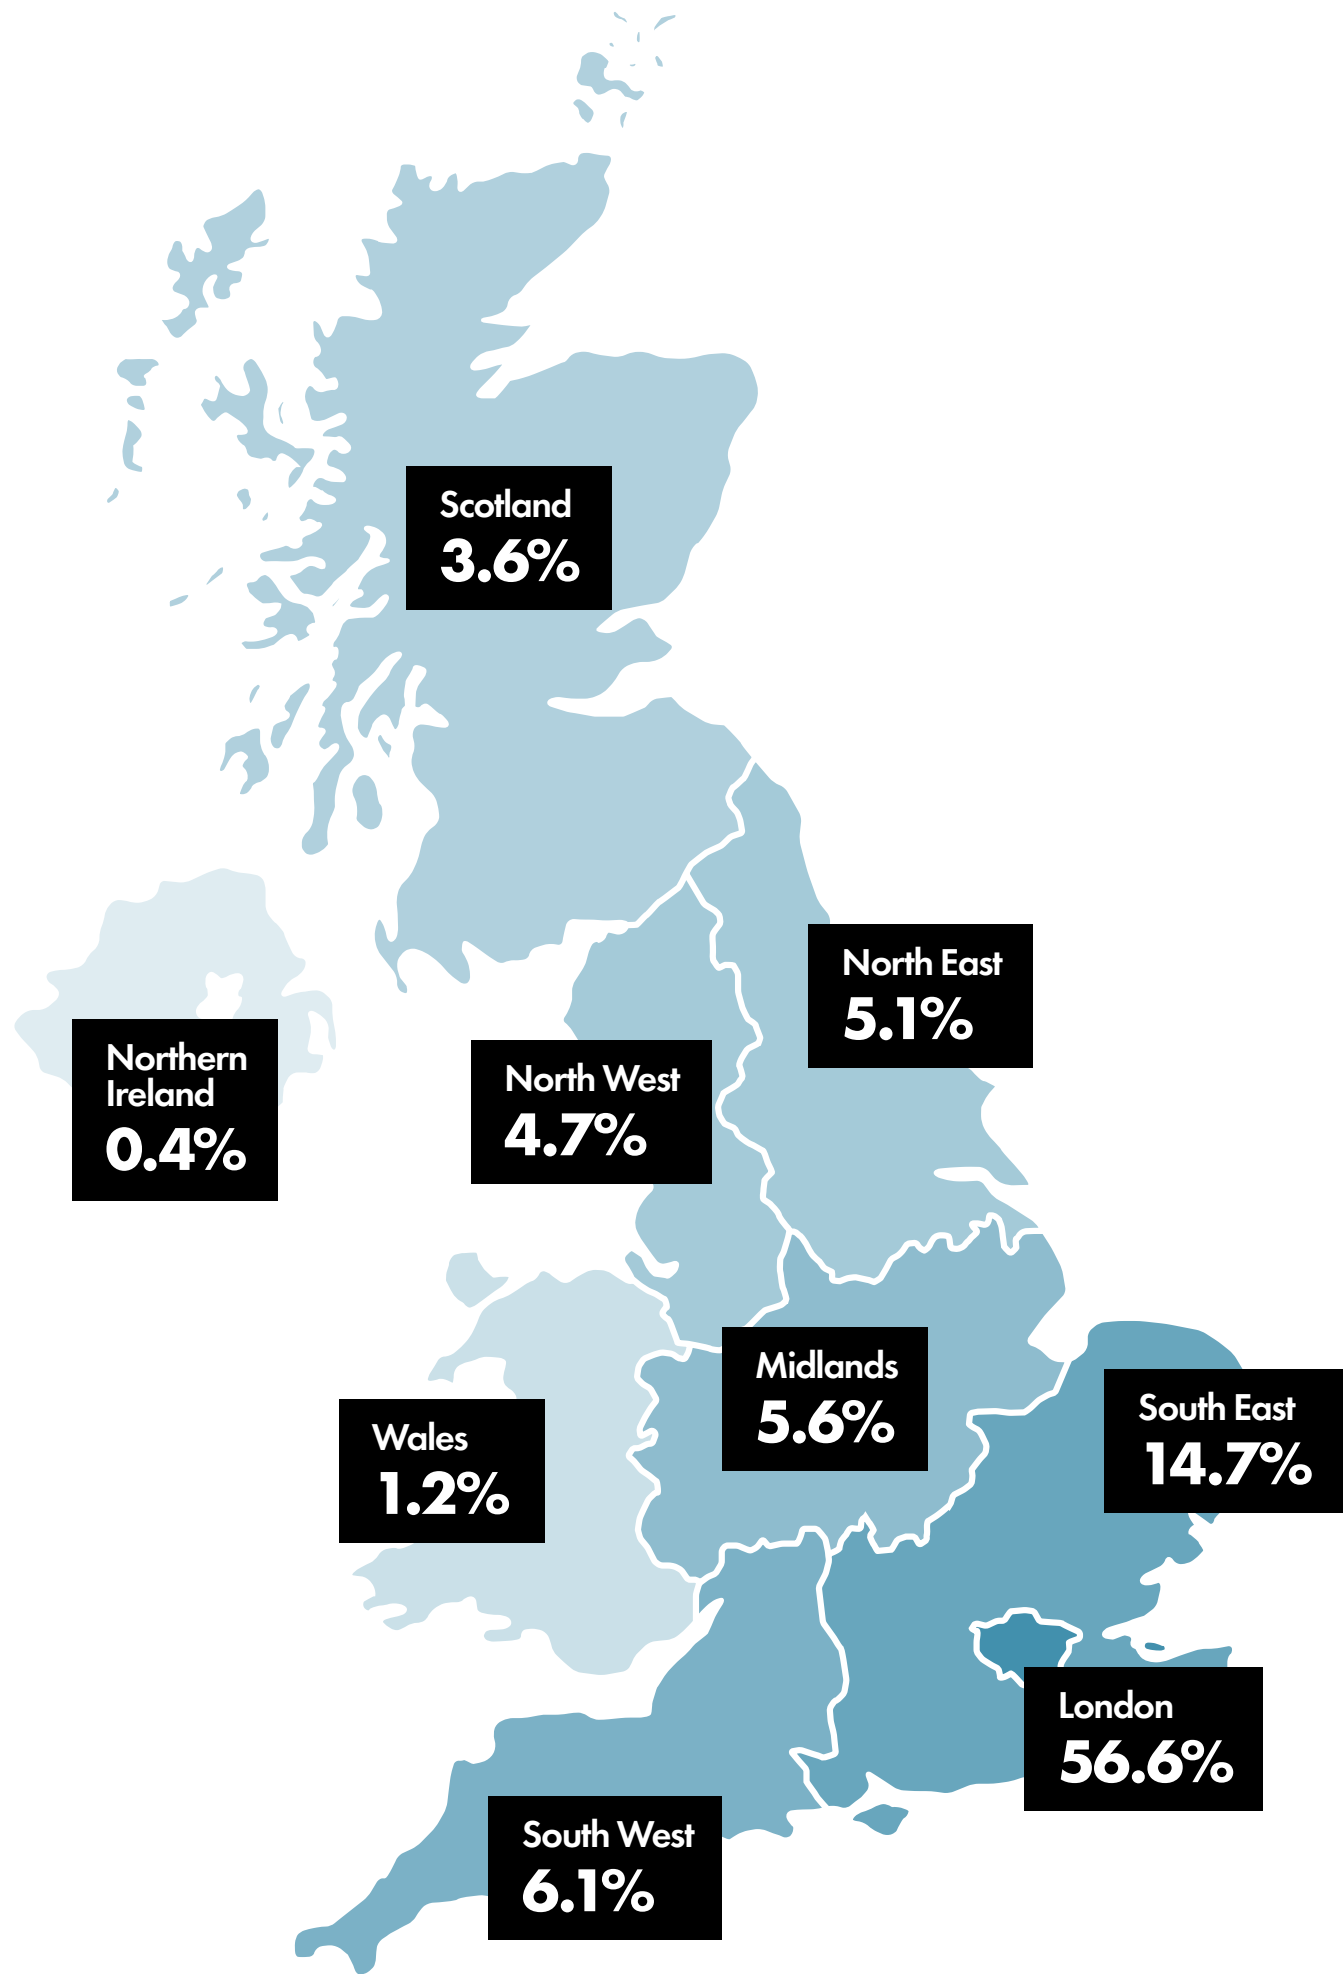 Scotland
3.6%
North East
5.1%
Northern
Ireland
0.4%
North West
4.7%
Midlands
5.6%
South East
14.7%
Wales
1.2%
London
56.6%
South West
6.1%